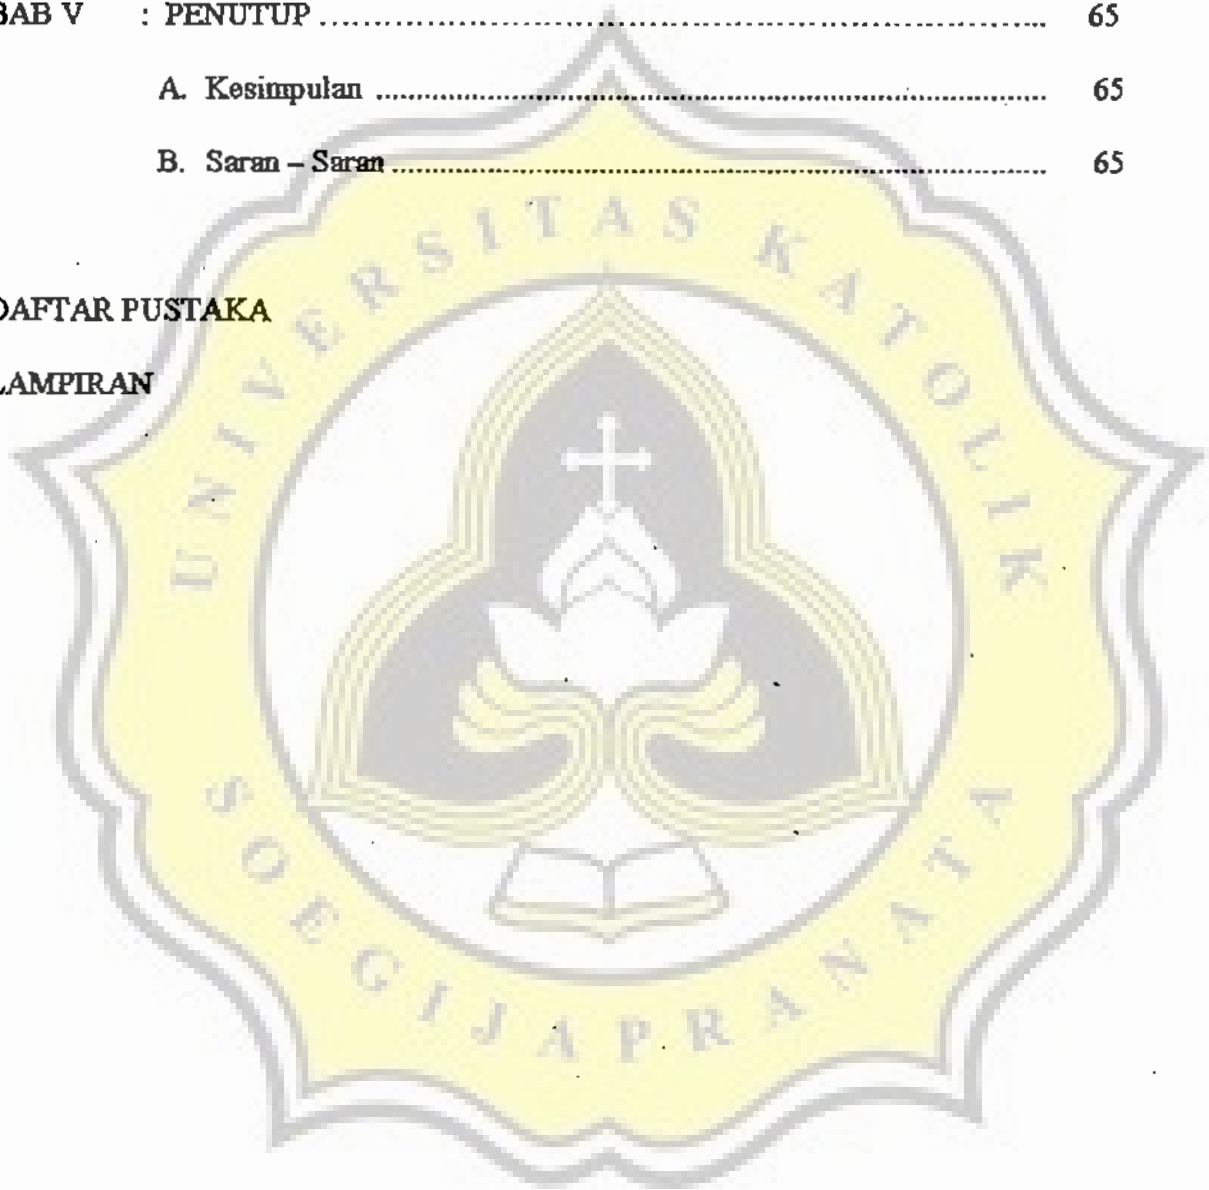 BAB V : PENUTUP ........................................ 65
A. Kesimpulan ........................................ 65
B. Saran – Saran ........................................ 65
DAFTAR PUSTAKA
LAMPIRAN
UNIVERSITAS KATOLIK
SOEGIJAPRANATA